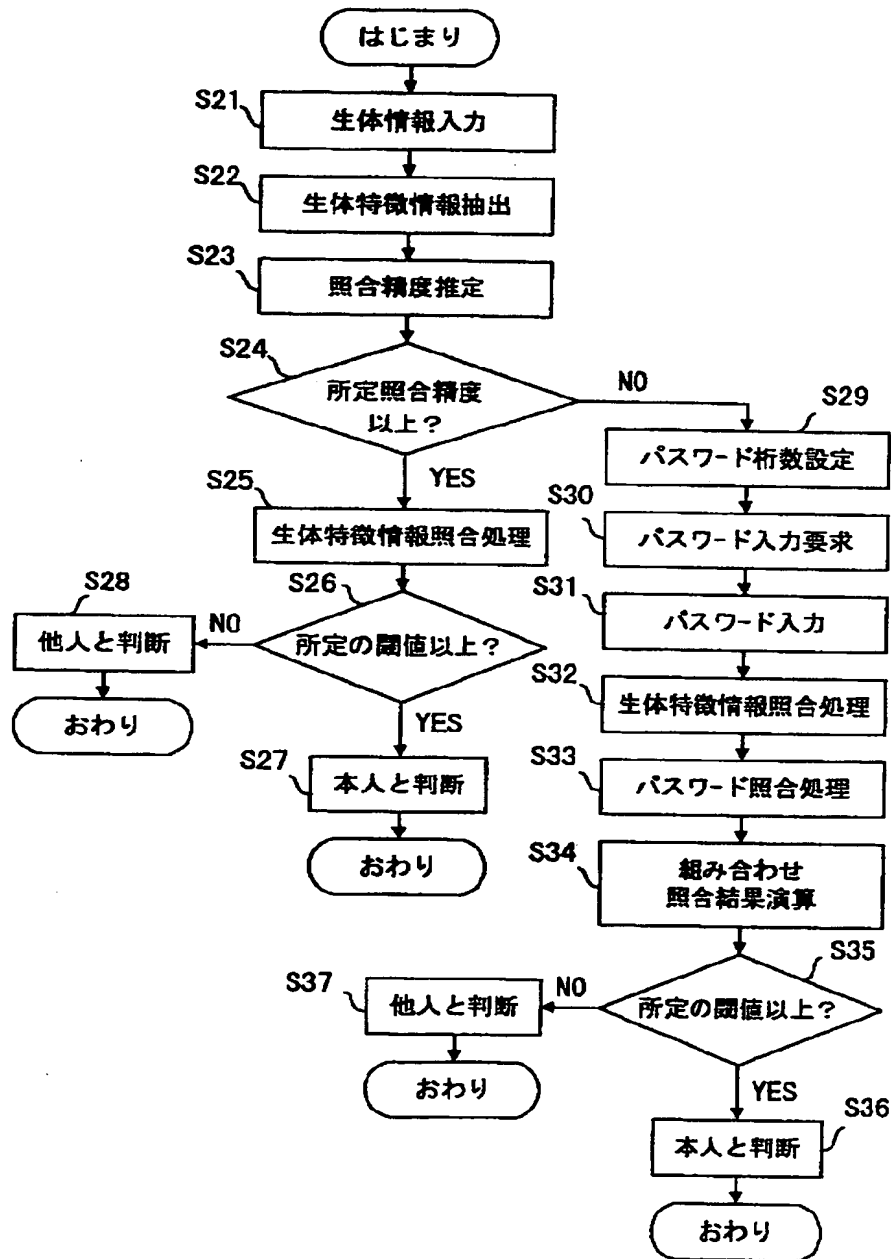 はじまり
S21
生体情報入力
S22
生体特徴情報抽出
S23
照合精度推定
S24
所定照合精度
以上?
NO
YES
S25
生体特徴情報照合処理
S26
所定の閾値以上?
NO
S28
他人と判断
おわり
YES
S27
本人と判断
おわり
S29
パスワード桁数設定
S30
パスワード入力要求
S31
パスワード入力
S32
生体特徴情報照合処理
S33
パスワード照合処理
S34
組み合わせ
照合結果演算
S35
所定の閾値以上?
NO
S37
他人と判断
おわり
YES
S36
本人と判断
おわり